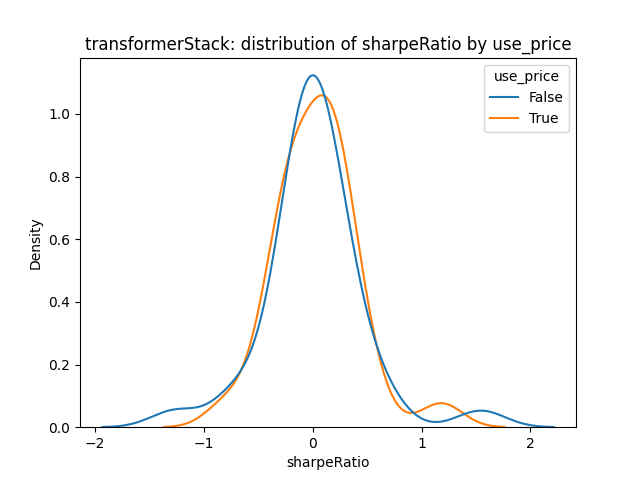 transformerStack: distribution of sharpeRatio by use_price
use_price
False
True
1.0
0.8
0.6
0.4
0.2
0.0
Density
−2
−1
0
1
2
sharpeRatio